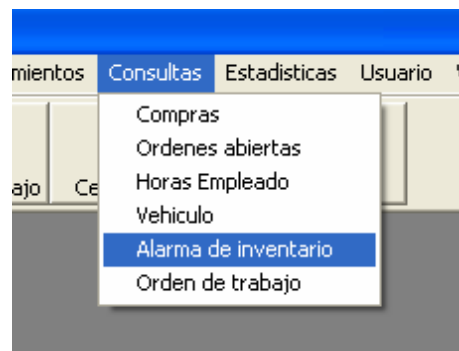 mientos Consultas Estadisticas Usuario
Compras
Ordenes abiertas
ajo Ce
Horas Empleado
Vehiculo
Alarma de inventario
Orden de trabajo